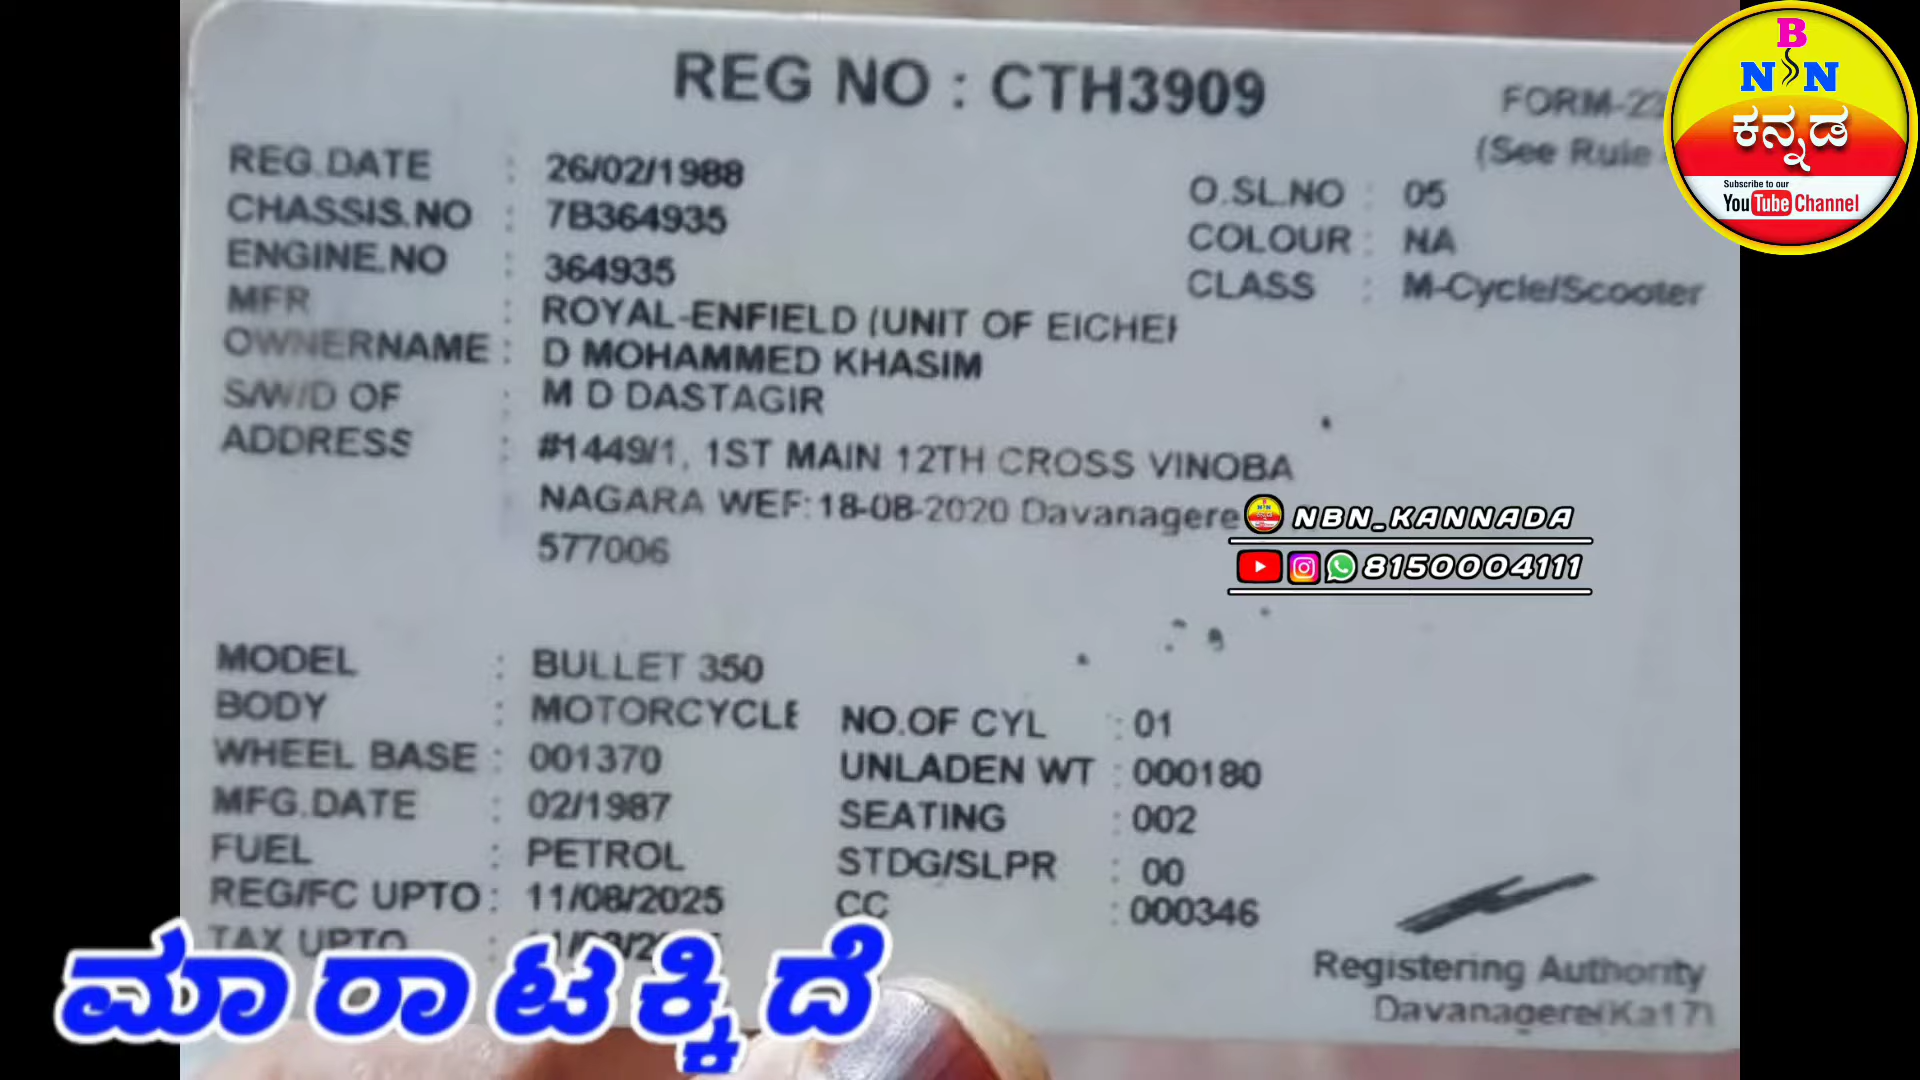 REG NO : CTH3909
FORM-22
(See Rule
REG.DATE : 26/02/1988
CHASSIS.NO : 7B364935
ENGINE.NO : 364935
MFR : ROYAL-ENFIELD (UNIT OF EICHER
OWNERNAME : D MOHAMMED KHASIM
S/W/D OF : M D DASTAGIR
ADDRESS : #1449/1, 1ST MAIN 12TH CROSS VINOBA
NAGARA WEF:18-08-2020 Davanagere
577006
O.SL.NO : 05
COLOUR : NA
CLASS : M-Cycle/Scooter
MODEL : BULLET 350
BODY : MOTORCYCLE
WHEEL BASE : 001370
MFG.DATE : 02/1987
FUEL : PETROL
REG/FC UPTO : 11/08/2025
TAX UPTO :
NO.OF CYL : 01
UNLADEN WT : 000180
SEATING : 002
STDG/SLPR : 00
CC : 000346
Registering Authority
Davanagere(Ka17)
B
NN
ಕನ್ನಡ
Subscribe to our
YouTube Channel
NBN_KANNADA
8150004111
ಮಾರಾಟಕ್ಕಿದೆ